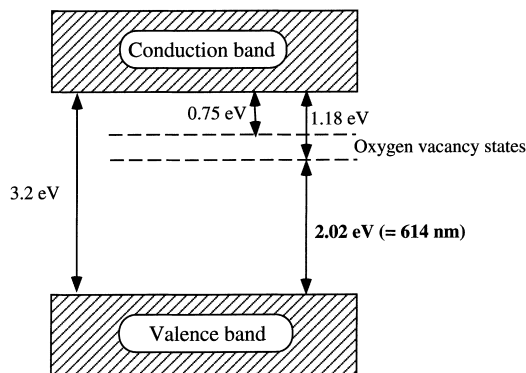 Conduction band
0.75 eV
1.18 eV
Oxygen vacancy states
3.2 eV
2.02 eV (= 614 nm)
Valence band